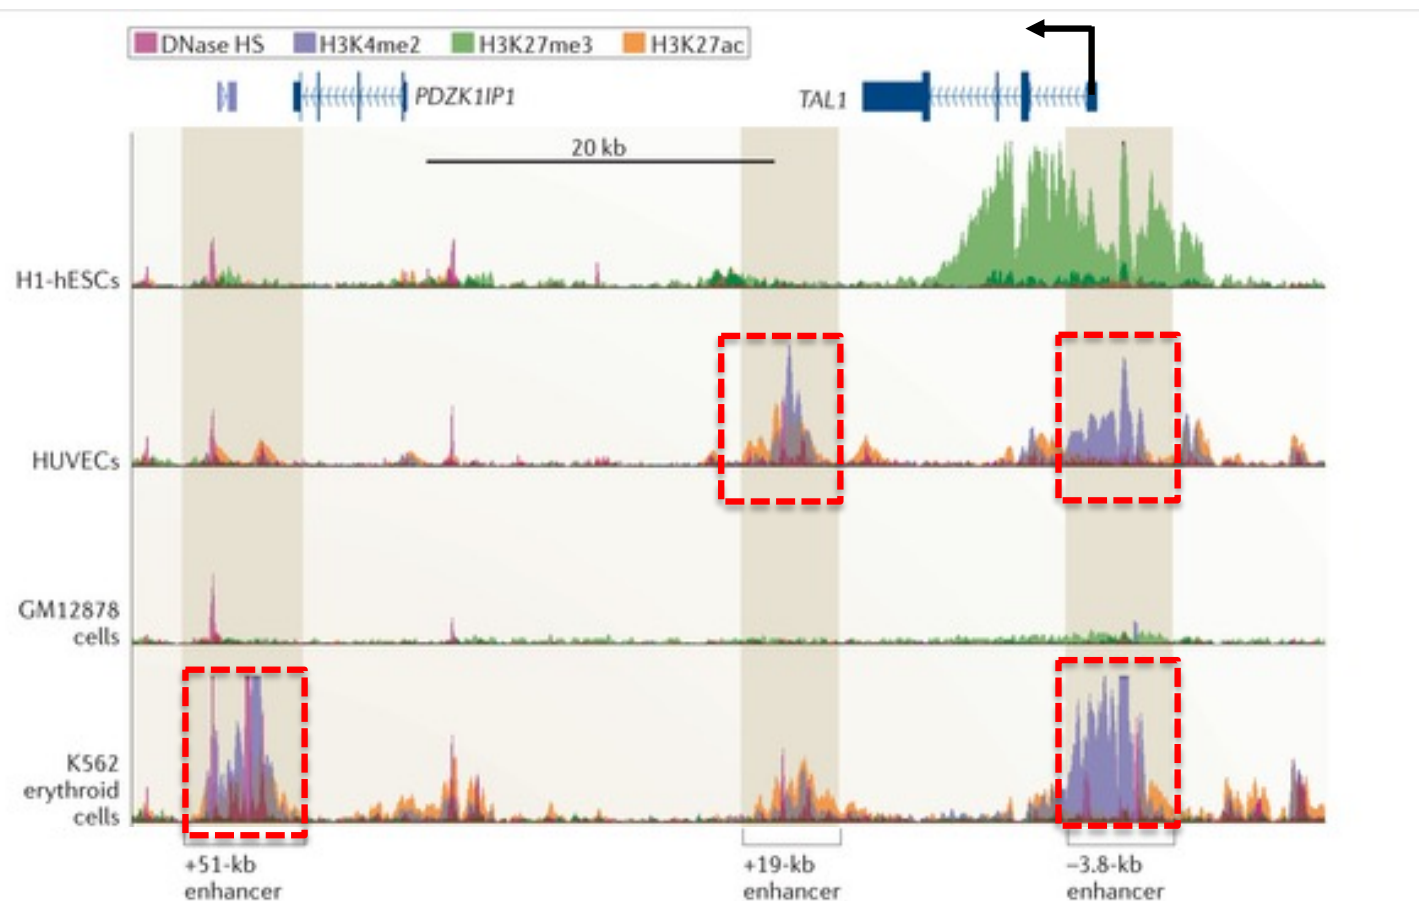 DNase HS H3K4me2 H3K27me3 H3K27ac
PDZK1IP1
TAL1
20 kb
H1-hESCs
HUVECs
GM12878
cells
K562
erythroid
cells
+51-kb
enhancer
+19-kb
enhancer
−3.8-kb
enhancer